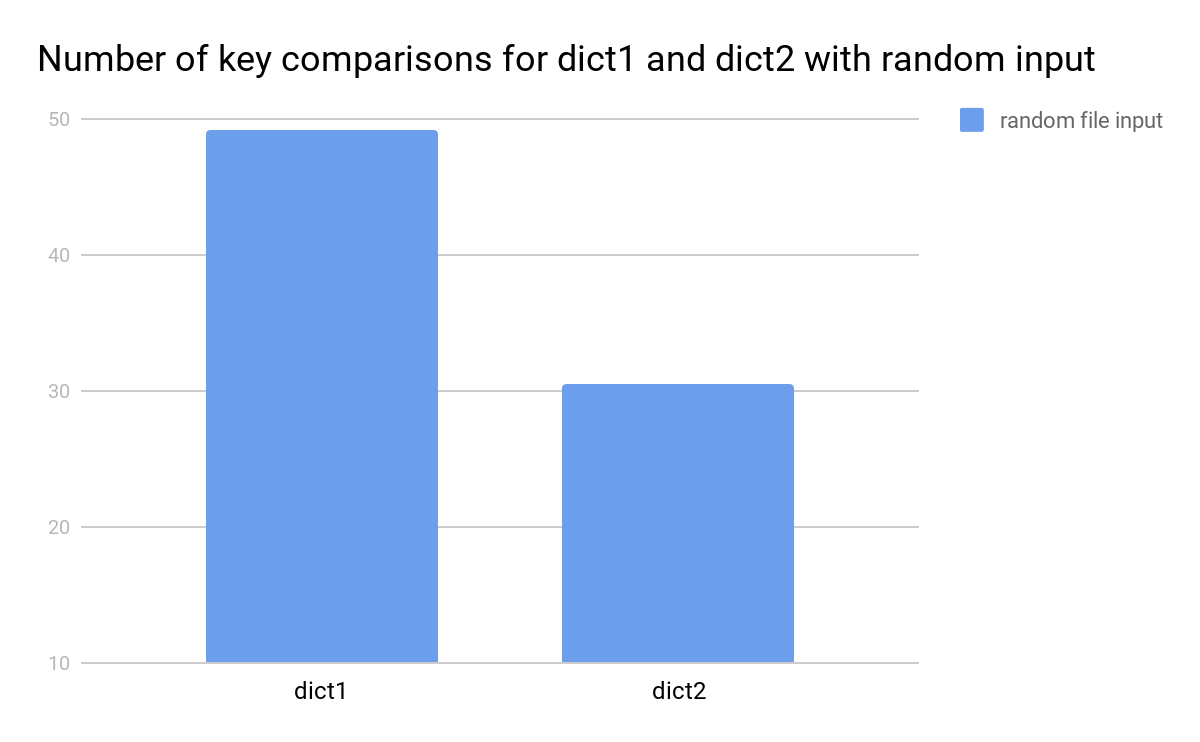 Number of key comparisons for dict1 and dict2 with random input
random file input
50
40
30
20
10
dict1 dict2